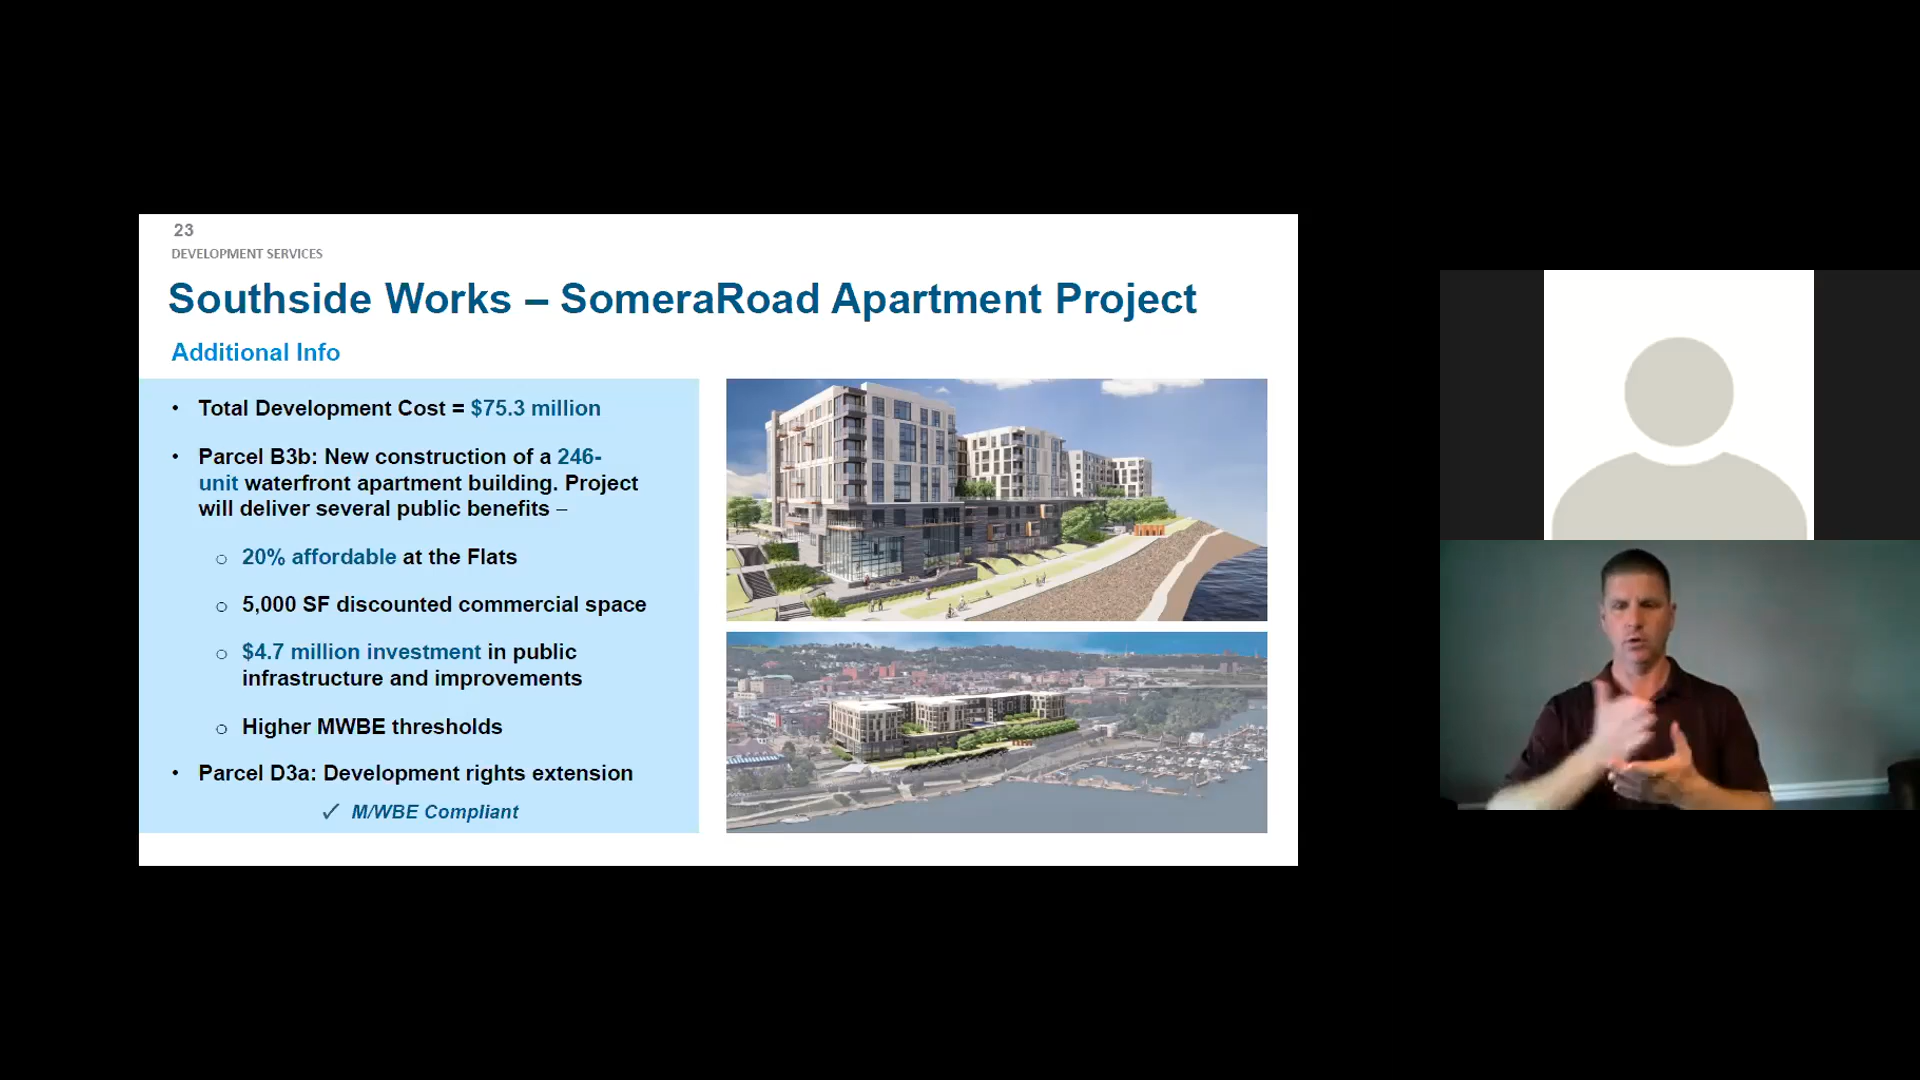 23
DEVELOPMENT SERVICES
Southside Works – SomeraRoad Apartment Project
Additional Info
• Total Development Cost = $75.3 million
• Parcel B3b: New construction of a 246-
unit waterfront apartment building. Project
will deliver several public benefits –
o 20% affordable at the Flats
o 5,000 SF discounted commercial space
o $4.7 million investment in public
infrastructure and improvements
o Higher MWBE thresholds
• Parcel D3a: Development rights extension
✓ M/WBE Compliant